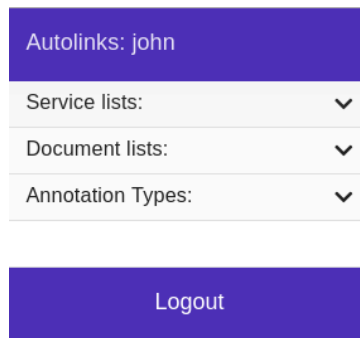 Autolinks: john
Service lists:
Document lists:
Annotation Types:
Logout